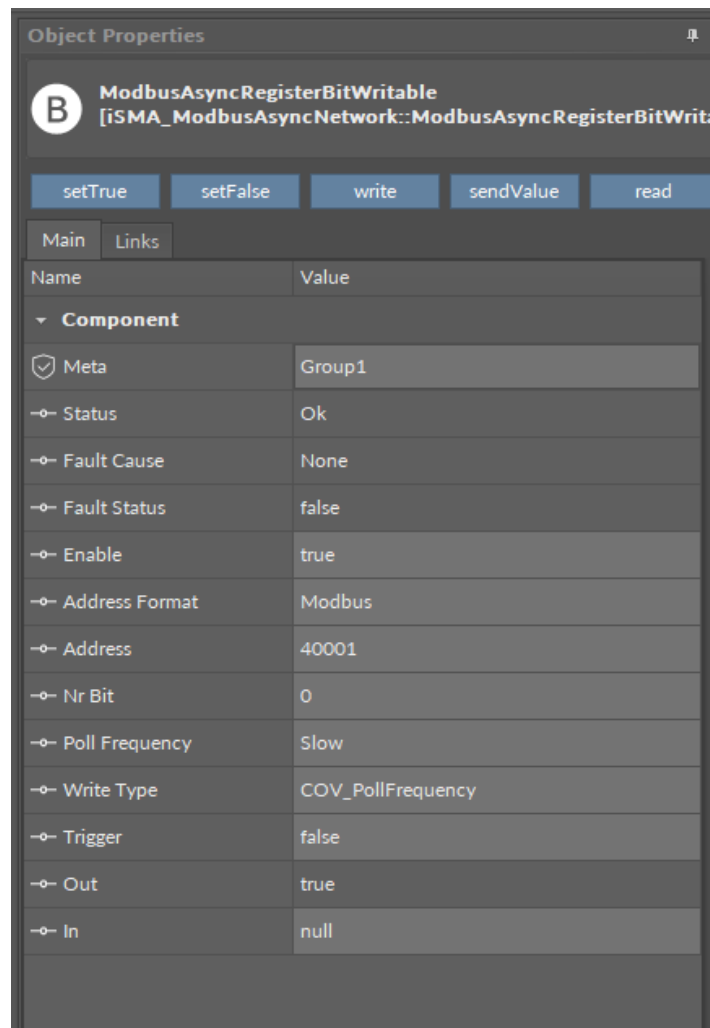 Object Properties
B
ModbusAsyncRegisterBitWritable
[iSMA_ModbusAsyncNetwork::ModbusAsyncRegisterBitWrita
setTrue setFalse write sendValue read
Main Links
Name Value
Component
Meta Group1
Status Ok
Fault Cause None
Fault Status false
Enable true
Address Format Modbus
Address 40001
Nr Bit 0
Poll Frequency Slow
Write Type COV_PollFrequency
Trigger false
Out true
In null